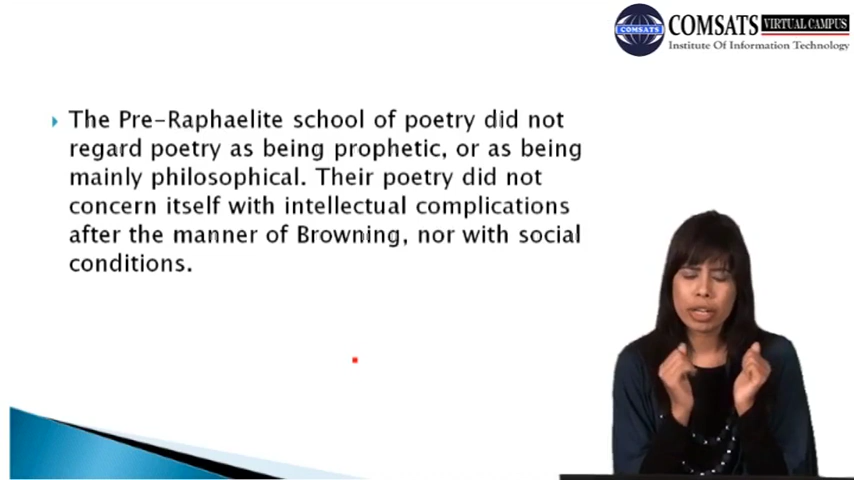 COMSATS VIRTUAL CAMPUS
Institute Of Information Technology
COMSATS
The Pre-Raphaelite school of poetry did not
regard poetry as being prophetic, or as being
mainly philosophical. Their poetry did not
concern itself with intellectual complications
after the manner of Browning, nor with social
conditions.